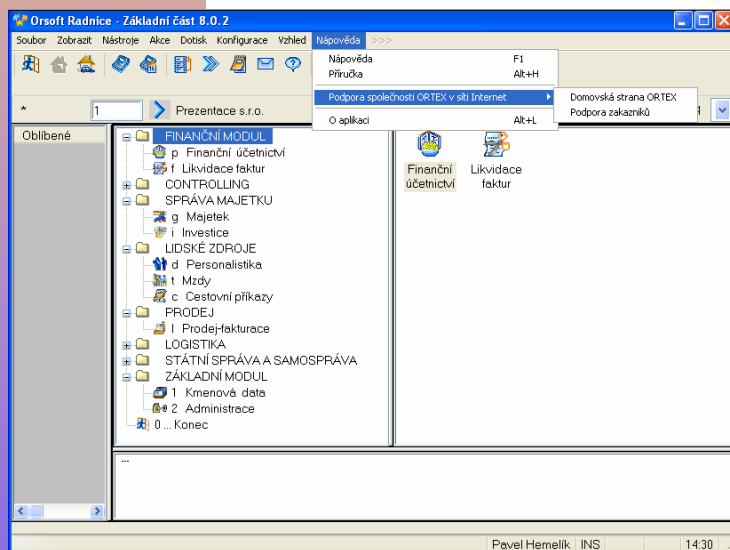 Orsoft Radnice - Základní část 8.0.2
Soubor Zobrazit Nástroje Akce Dotisk Konfigurace Vzhled Nápověda >>>
Nápověda F1
Příručka Alt+H
Podpora společnosti ORTEX v síti Internet
O aplikaci Alt+L
Domovská strana ORTEX
Podpora zakazníků
* 1 Prezentace s.r.o.
Oblíbené
FINANČNÍ MODUL
p Finanční účetnictví
f Likvidace faktur
CONTROLLING
SPRÁVA MAJETKU
g Majetek
i Investice
LIDSKÉ ZDROJE
d Personalistika
t Mzdy
c Cestovní příkazy
PRODEJ
l Prodej-fakturace
LOGISTIKA
STÁTNÍ SPRÁVA A SAMOSPRÁVA
ZÁKLADNÍ MODUL
1 Kmenová data
2 Administrace
0 ... Konec
Finanční účetnictví
Likvidace faktur
...
Pavel Hemelík INS 14:30